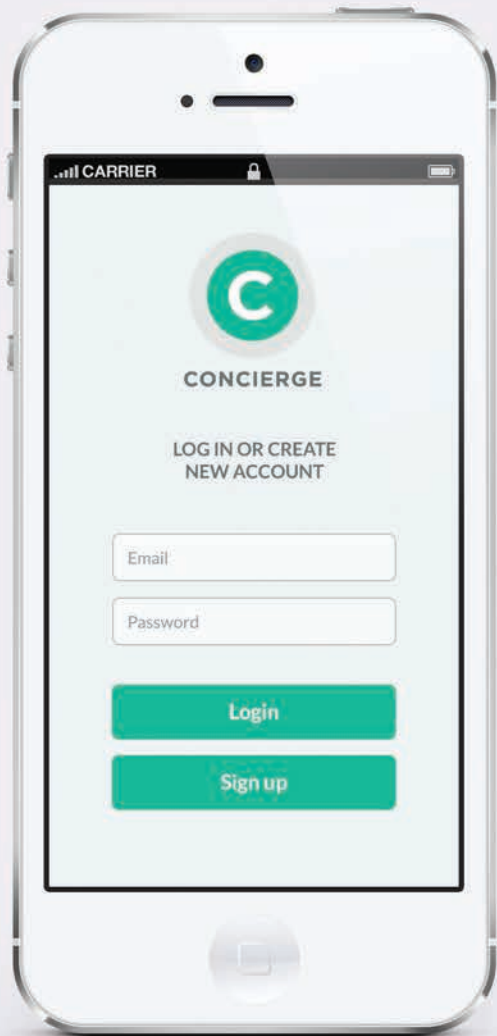 CARRIER
C
CONCIERGE
LOG IN OR CREATE
NEW ACCOUNT
Email
Password
Login
Sign up